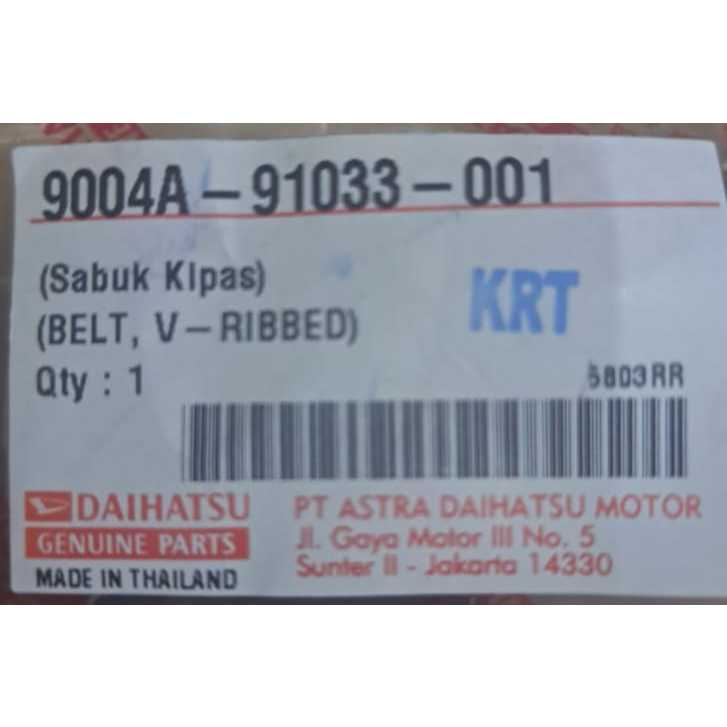 9004A-91033-001
(Sabuk Kipas)
(BELT, V-RIBBED)
KRT
Qty : 1
5803RR
DAIHATSU
GENUINE PARTS
MADE IN THAILAND
PT ASTRA DAIHATSU MOTOR
Jl. Gaya Motor III No. 5
Sunter II - Jakarta 14330